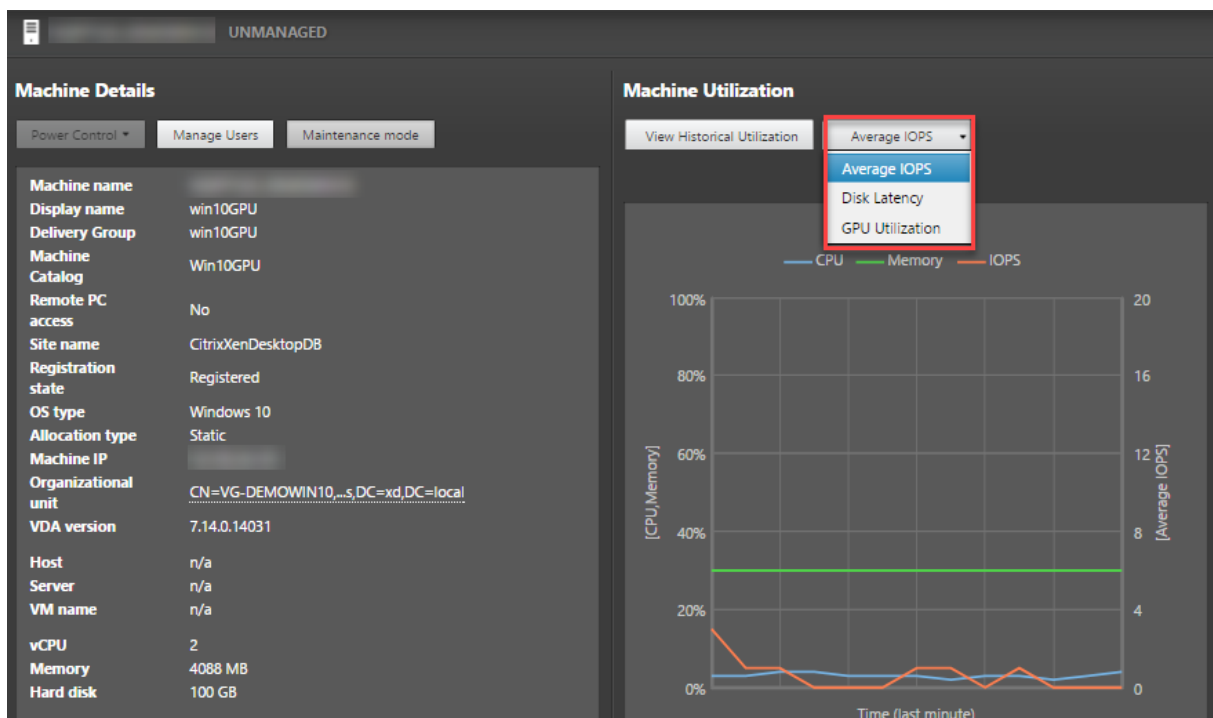 UNMANAGED
Machine Details
Power Control
Manage Users
Maintenance mode
Machine name
Display name win10GPU
Delivery Group win10GPU
Machine
Catalog Win10GPU
Remote PC
access No
Site name CitrixXenDesktopDB
Registration
state Registered
OS type Windows 10
Allocation type Static
Machine IP
Organizational
unit CN=VG-DEMOWIN10,...s,DC=xd,DC=local
VDA version 7.14.0.14031
Host n/a
Server n/a
VM name n/a
vCPU 2
Memory 4088 MB
Hard disk 100 GB
Machine Utilization
View Historical Utilization
Average IOPS
Average IOPS
Disk Latency
GPU Utilization
CPU Memory IOPS
100% 20
80% 16
60% 12
40% 8
20% 4
0% 0
[CPU,Memory]
[Average IOPS]
Time (last minute)